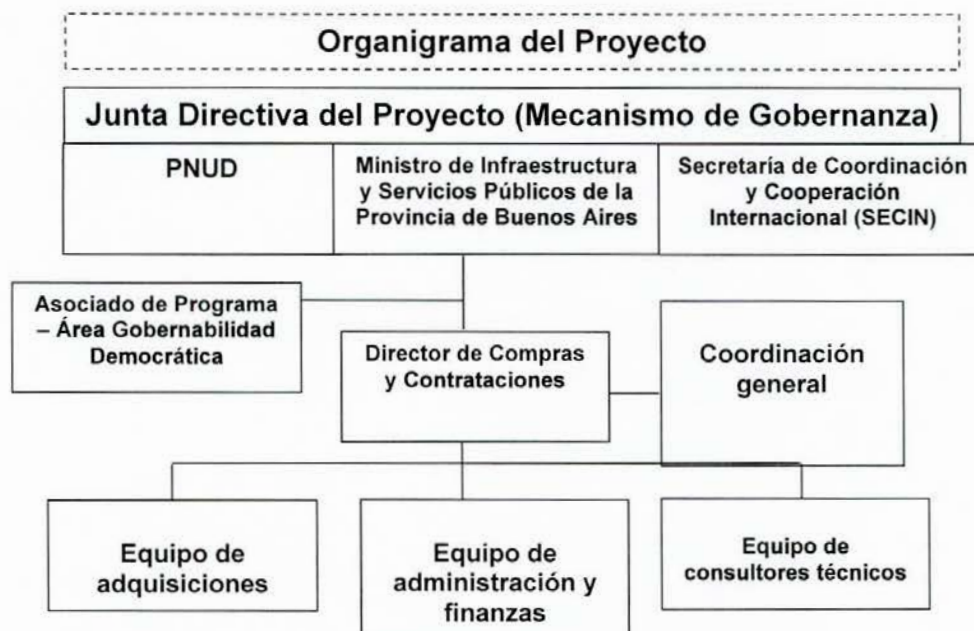 Organigrama del Proyecto
Junta Directiva del Proyecto (Mecanismo de Gobernanza)
PNUD
Ministro de Infraestructura
y Servicios Públicos de la
Provincia de Buenos Aires
Secretaría de Coordinación
y Cooperación
Internacional (SECIN)
Asociado de Programa
– Área Gobernabilidad
Democrática
Director de Compras
y Contrataciones
Coordinación
general
Equipo de
adquisiciones
Equipo de
administración y
finanzas
Equipo de
consultores técnicos